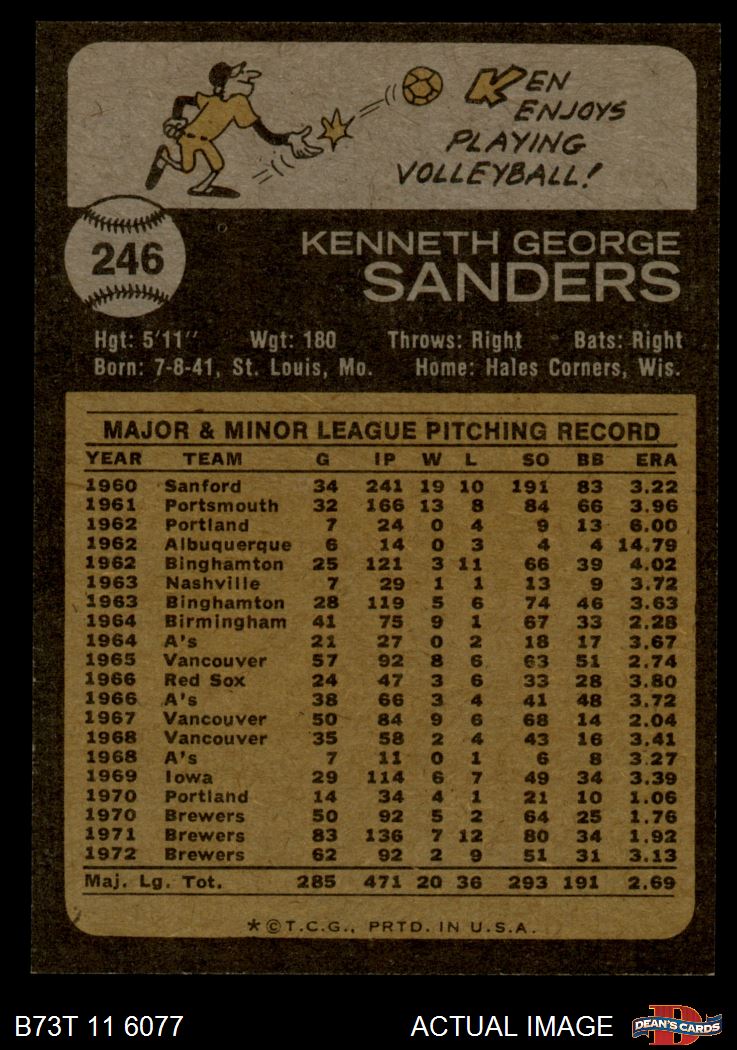 KEN
ENJOYS
PLAYING
VOLLEYBALL!
246
KENNETH GEORGE
SANDERS
Hgt: 5'11" Wgt: 180 Throws: Right Bats: Right
Born: 7-8-41, St. Louis, Mo. Home: Hales Corners, Wis.
MAJOR & MINOR LEAGUE PITCHING RECORD
YEAR TEAM G IP W L SO BB ERA
1960 Sanford 34 241 19 10 191 83 3.22
1961 Portsmouth 32 166 13 8 84 66 3.96
1962 Portland 7 24 0 4 9 13 6.00
1962 Albuquerque 6 14 0 3 4 4 14.79
1962 Binghamton 25 121 3 11 66 39 4.02
1963 Nashville 7 29 1 1 13 9 3.72
1963 Binghamton 28 119 5 6 74 46 3.63
1964 Birmingham 41 75 9 1 67 33 2.28
1964 A's 21 27 0 2 18 17 3.67
1965 Vancouver 57 92 8 6 63 51 2.74
1966 Red Sox 24 47 3 6 33 28 3.80
1966 A's 38 66 3 4 41 48 3.72
1967 Vancouver 50 84 9 6 68 14 2.04
1968 Vancouver 35 58 2 4 43 16 3.41
1968 A's 7 11 0 1 6 8 3.27
1969 Iowa 29 114 6 7 49 34 3.39
1970 Portland 14 34 4 1 21 10 1.06
1970 Brewers 50 92 5 2 64 25 1.76
1971 Brewers 83 136 7 12 80 34 1.92
1972 Brewers 62 92 2 9 51 31 3.13
Maj. Lg. Tot. 285 471 20 36 293 191 2.69
*©T.C.G., PRTD. IN U.S.A.
B73T 11 6077 ACTUAL IMAGE D DEAN'S CARDS